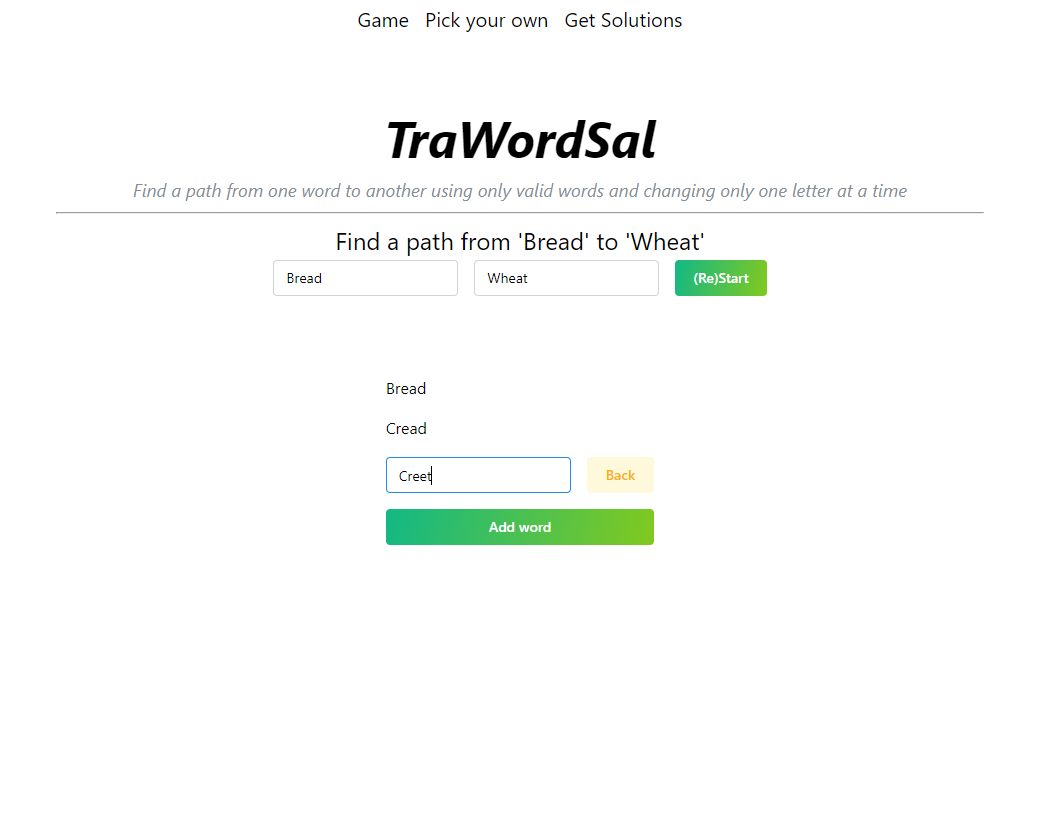 Game Pick your own Get Solutions
TraWordSal
Find a path from one word to another using only valid words and changing only one letter at a time
Find a path from 'Bread' to 'Wheat'
Bread Wheat (Re)Start
Bread
Cread
Creet Back
Add word